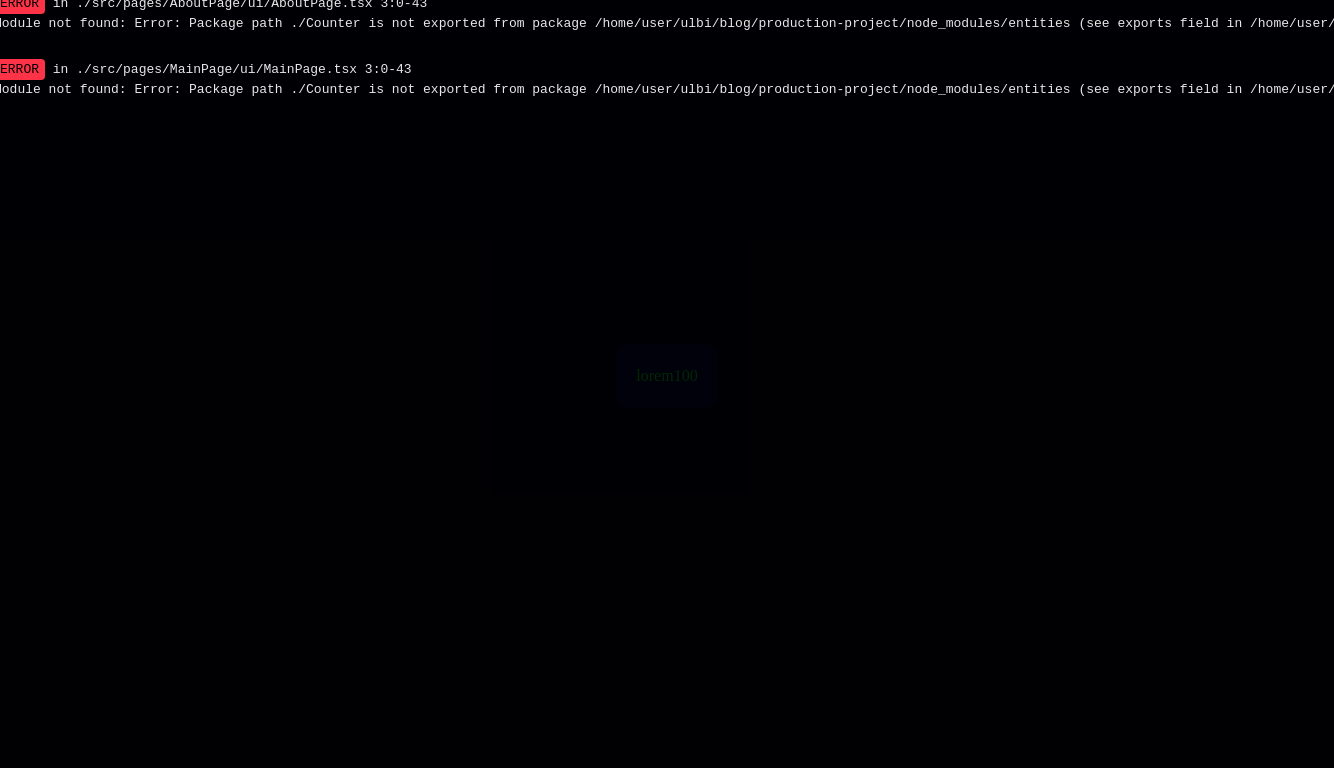 ERROR in ./src/pages/AboutPage/ui/AboutPage.tsx 3:0-43
Module not found: Error: Package path ./Counter is not exported from package /home/user/ulbi/blog/production-project/node_modules/entities (see exports field in /home/user/
ERROR in ./src/pages/MainPage/ui/MainPage.tsx 3:0-43
Module not found: Error: Package path ./Counter is not exported from package /home/user/ulbi/blog/production-project/node_modules/entities (see exports field in /home/user/
lorem100